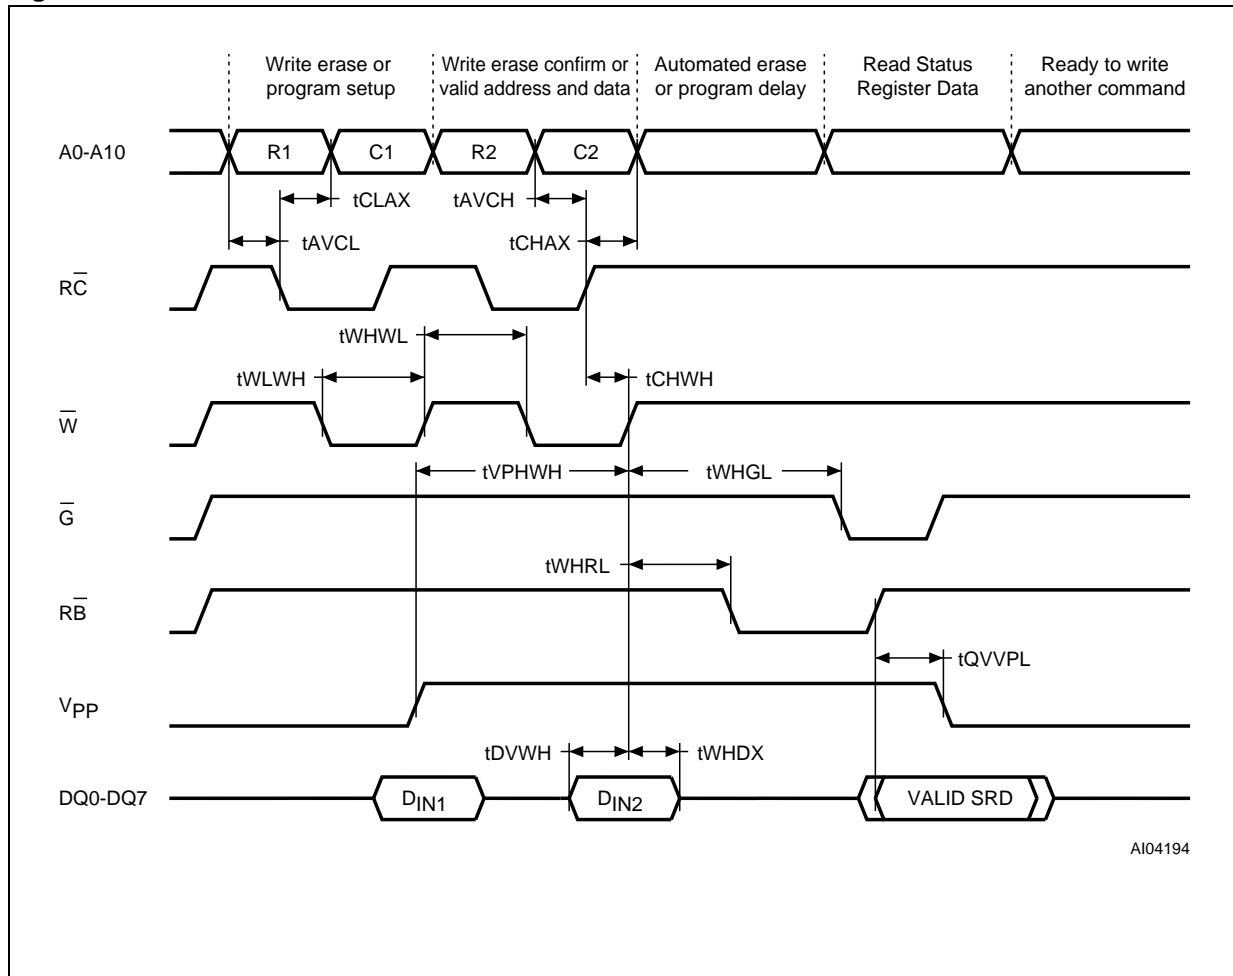 Write erase or
program setup
Write erase confirm or
valid address and data
Automated erase
or program delay
Read Status
Register Data
Ready to write
another command
A0-A10
R1
C1
R2
C2
tCLAX
tAVCH
tAVCL
tCHAX
RC̅
tWHWL
tWLWH
tCHWH
W̅
tVPHWH
tWHGL
G̅
tWHRL
RB̅
tQVVPL
VPP
tDVWH
tWHDX
DQ0-DQ7
DIN1
DIN2
VALID SRD
AI04194